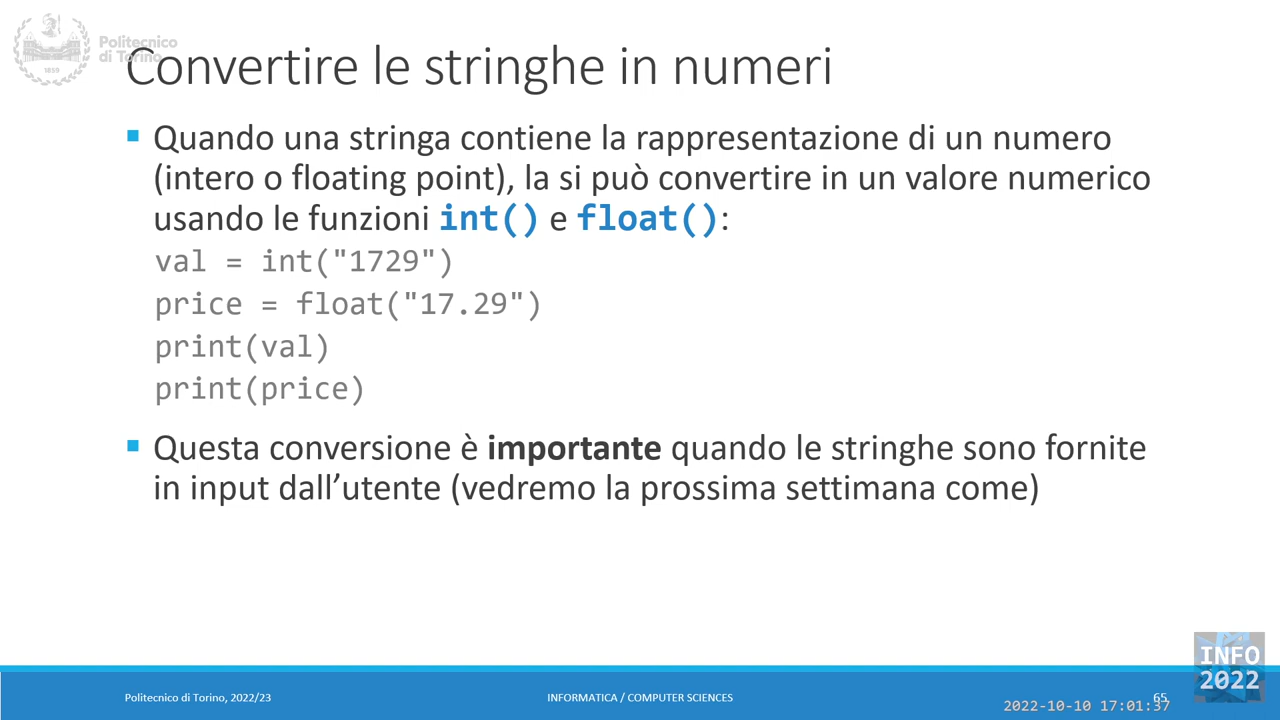 Politecnico
di Torino
1859
Convertire le stringhe in numeri
Quando una stringa contiene la rappresentazione di un numero
(intero o floating point), la si può convertire in un valore numerico
usando le funzioni int() e float():
val = int("1729")
price = float("17.29")
print(val)
print(price)
Questa conversione è importante quando le stringhe sono fornite
in input dall’utente (vedremo la prossima settimana come)
INFO
2022
Politecnico di Torino, 2022/23
INFORMATICA / COMPUTER SCIENCES
65
2022-10-10 17:01:37